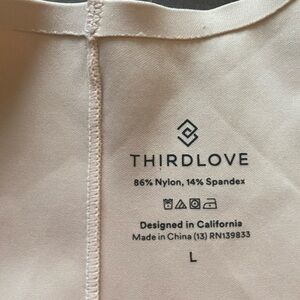 THIRDLOVE
86% Nylon, 14% Spandex
Designed in California
Made in China (13) RN139833
L